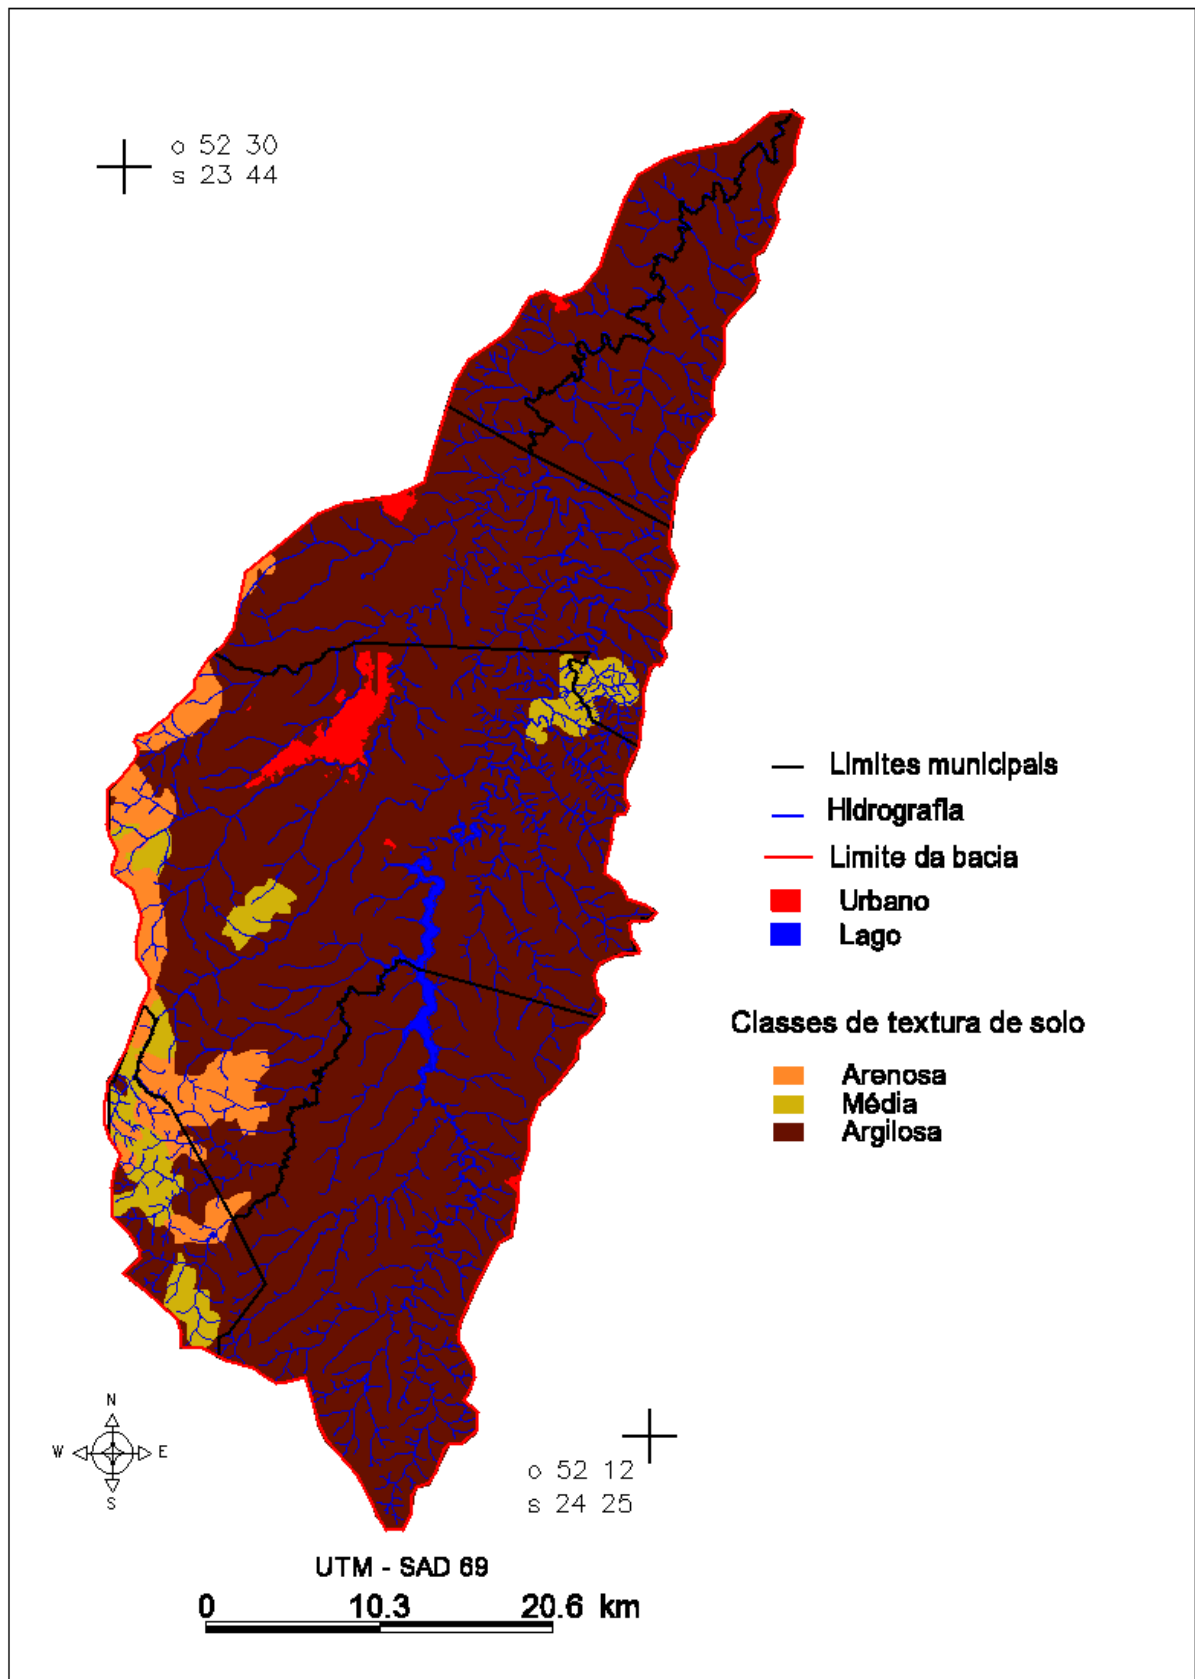 o 52 30
s 23 44
Limites municipais
Hidrografia
Limite da bacia
Urbano
Lago
Classes de textura de solo
Arenosa
Média
Argilosa
N
W E
S
o 52 12
s 24 25
UTM - SAD 69
0 10.3 20.6 km